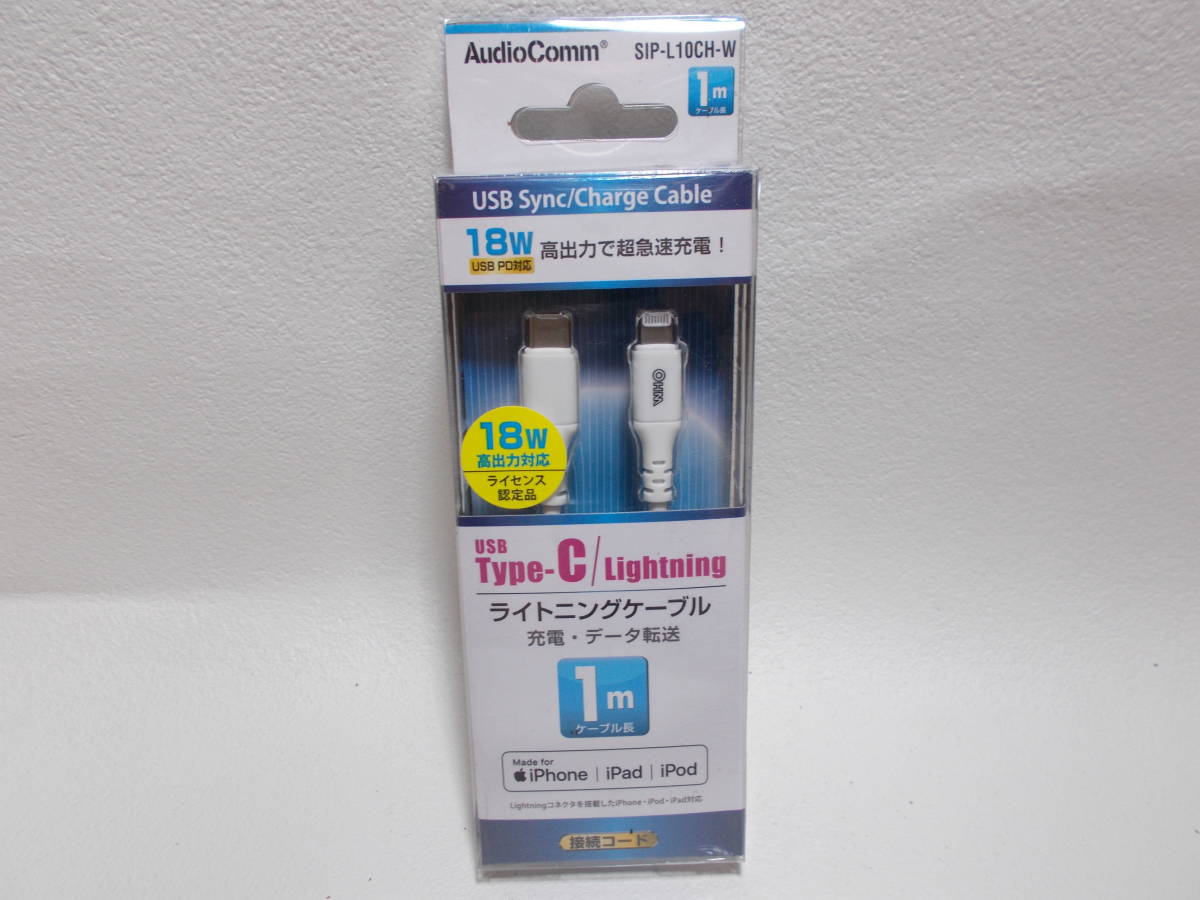 AudioComm® SIP-L10CH-W
1m
ケーブル長
USB Sync/Charge Cable
18W
USB PD対応
高出力で超急速充電！
OHM
18W
高出力対応
ライセンス
認定品
USB
Type-C/Lightning
ライトニングケーブル
充電・データ転送
1m
ケーブル長
Made for
iPhone | iPad | iPod
Lightningコネクタを搭載したiPhone・iPod・iPad対応
接続コード